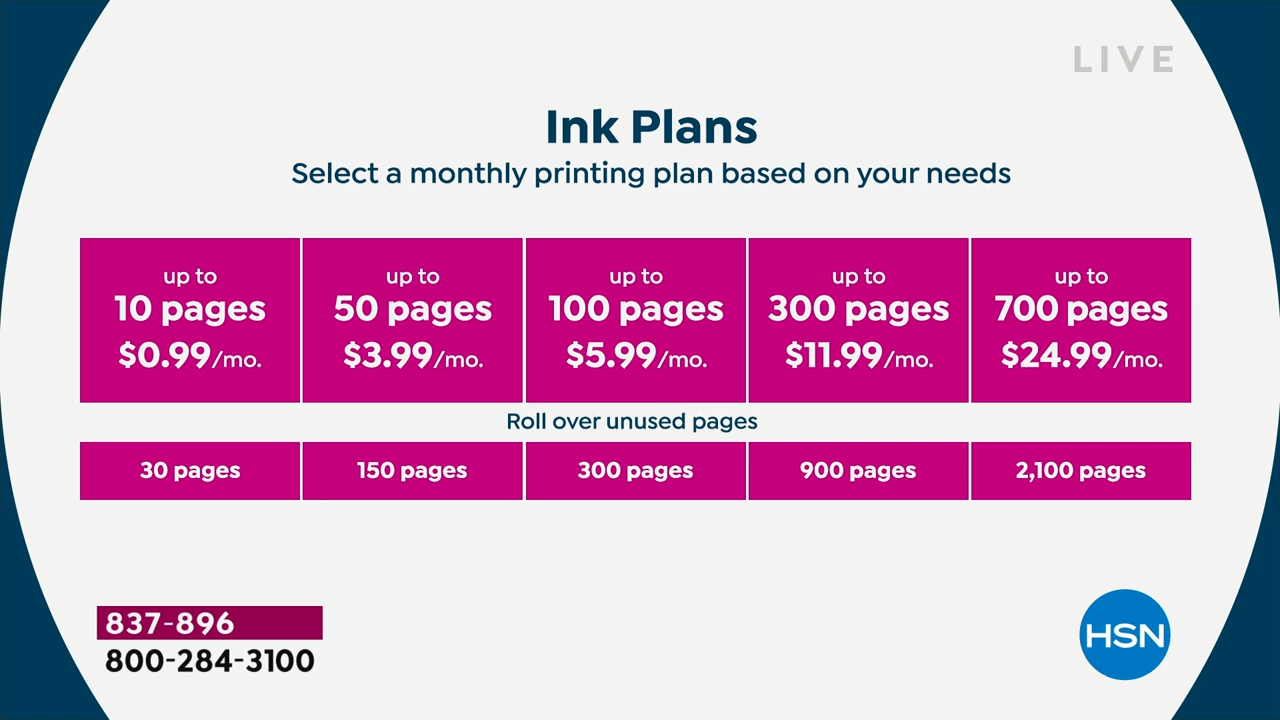 LIVE
Ink Plans
Select a monthly printing plan based on your needs
up to
10 pages
$0.99/mo.
up to
50 pages
$3.99/mo.
up to
100 pages
$5.99/mo.
up to
300 pages
$11.99/mo.
up to
700 pages
$24.99/mo.
Roll over unused pages
30 pages
150 pages
300 pages
900 pages
2,100 pages
837-896
800-284-3100
HSN